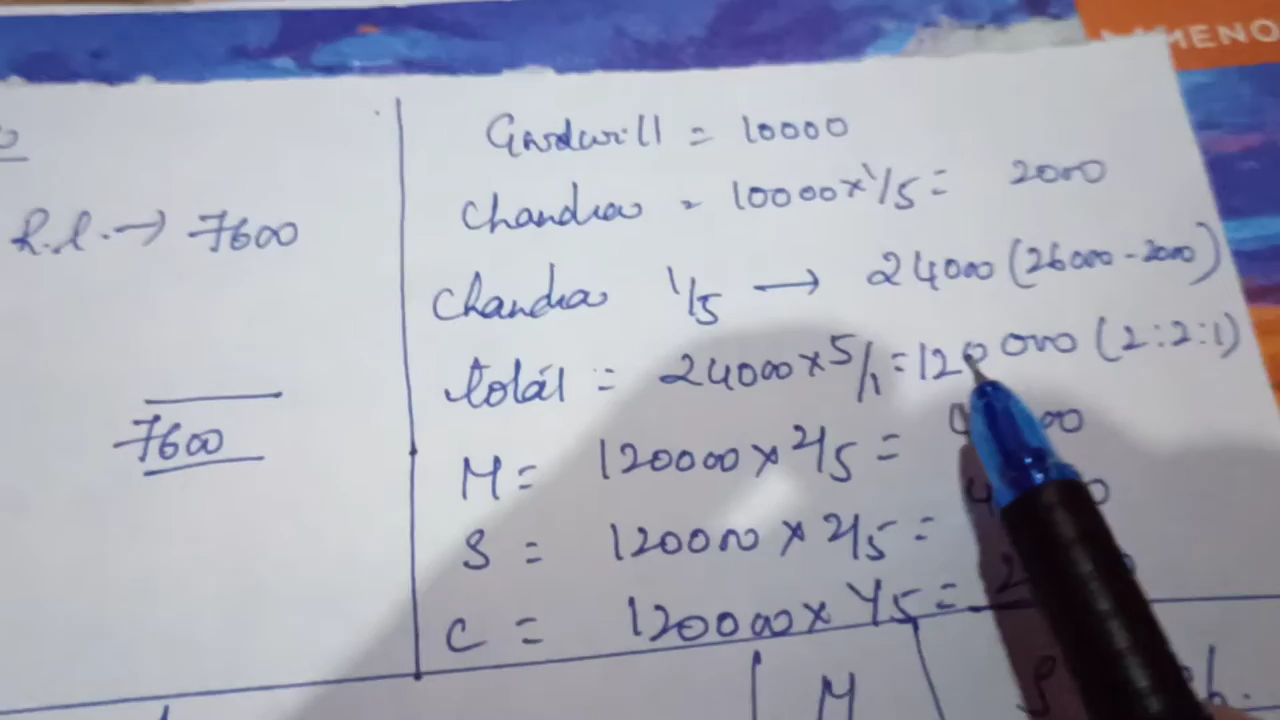 MENO
Goodwill = 10000
Chandra = 10000 x 1/5 = 2000
R.L. → 7600
Chandra 1/5 → 24000 (26000 - 2000)
total = 24000 x 5/1 = 120000 (2:2:1)
7600
M = 120000 x 2/5 =
S = 120000 x 2/5 =
C = 120000 x 1/5 =
M